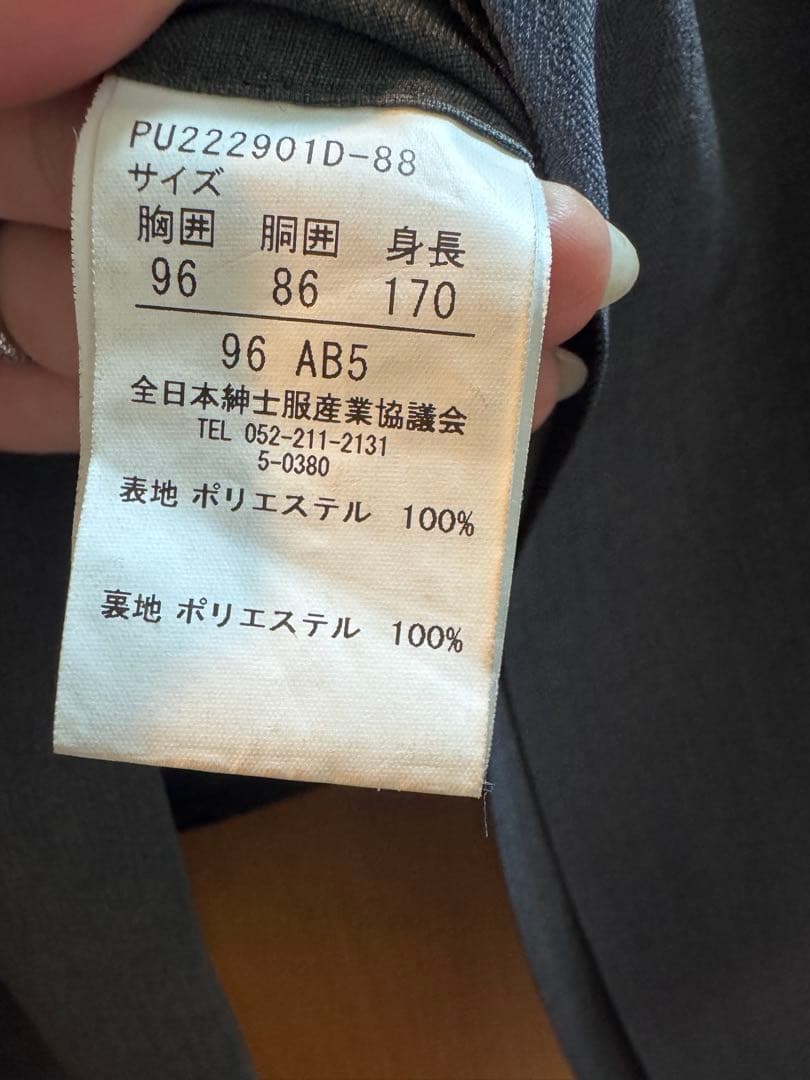 PU222901D-88
サイズ
胸囲 胴囲 身長
96 86 170
96 AB5
全日本紳士服産業協議会
TEL 052-211-2131
5-0380
表地 ポリエステル 100%
裏地 ポリエステル 100%